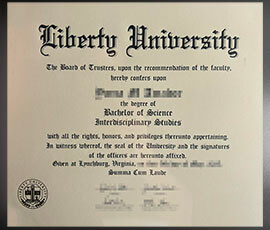 Liberty University
The Board of Trustees, upon the recommendation of the faculty,
hereby confers upon
the degree of
Bachelor of Science
Interdisciplinary Studies
with all the rights, honors, and privileges thereunto appertaining.
In witness whereof, the seal of the University and the signatures
of the officers are hereunto affixed.
Given at Lynchburg, Virginia,
Summa Cum Laude